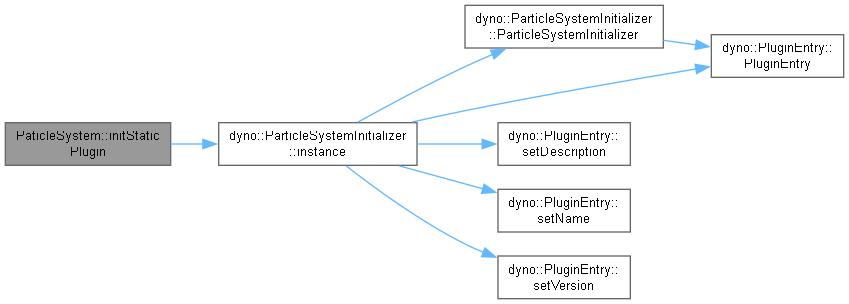 PaticleSystem::initStatic
Plugin
dyno::ParticleSystemInitializer
::instance
dyno::ParticleSystemInitializer
::ParticleSystemInitializer
dyno::PluginEntry::
PluginEntry
dyno::PluginEntry::
setDescription
dyno::PluginEntry::
setName
dyno::PluginEntry::
setVersion